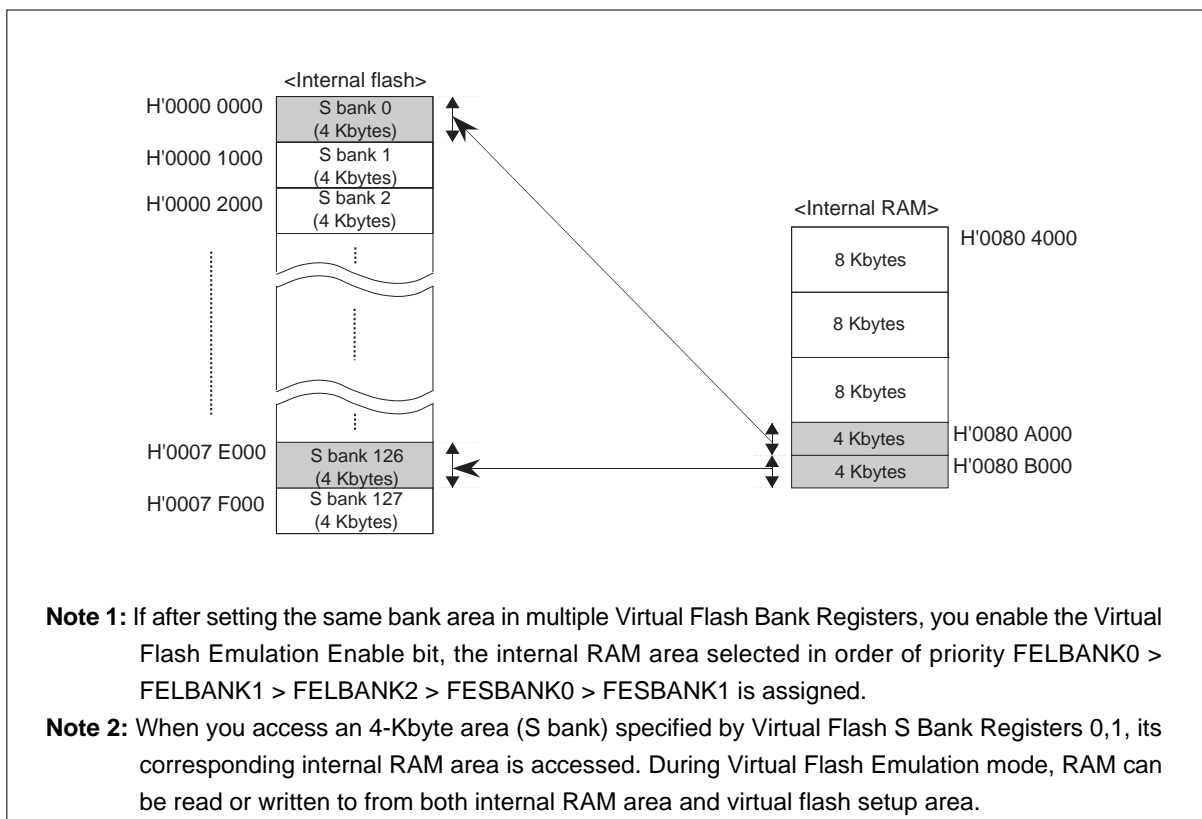 <Internal flash>
H'0000 0000
S bank 0
(4 Kbytes)
H'0000 1000
S bank 1
(4 Kbytes)
H'0000 2000
S bank 2
(4 Kbytes)
H'0007 E000
S bank 126
(4 Kbytes)
H'0007 F000
S bank 127
(4 Kbytes)
<Internal RAM>
H'0080 4000
8 Kbytes
8 Kbytes
8 Kbytes
4 Kbytes
H'0080 A000
4 Kbytes
H'0080 B000
Note 1: If after setting the same bank area in multiple Virtual Flash Bank Registers, you enable the Virtual
Flash Emulation Enable bit, the internal RAM area selected in order of priority FELBANK0 >
FELBANK1 > FELBANK2 > FESBANK0 > FESBANK1 is assigned.
Note 2: When you access an 4-Kbyte area (S bank) specified by Virtual Flash S Bank Registers 0,1, its
corresponding internal RAM area is accessed. During Virtual Flash Emulation mode, RAM can
be read or written to from both internal RAM area and virtual flash setup area.